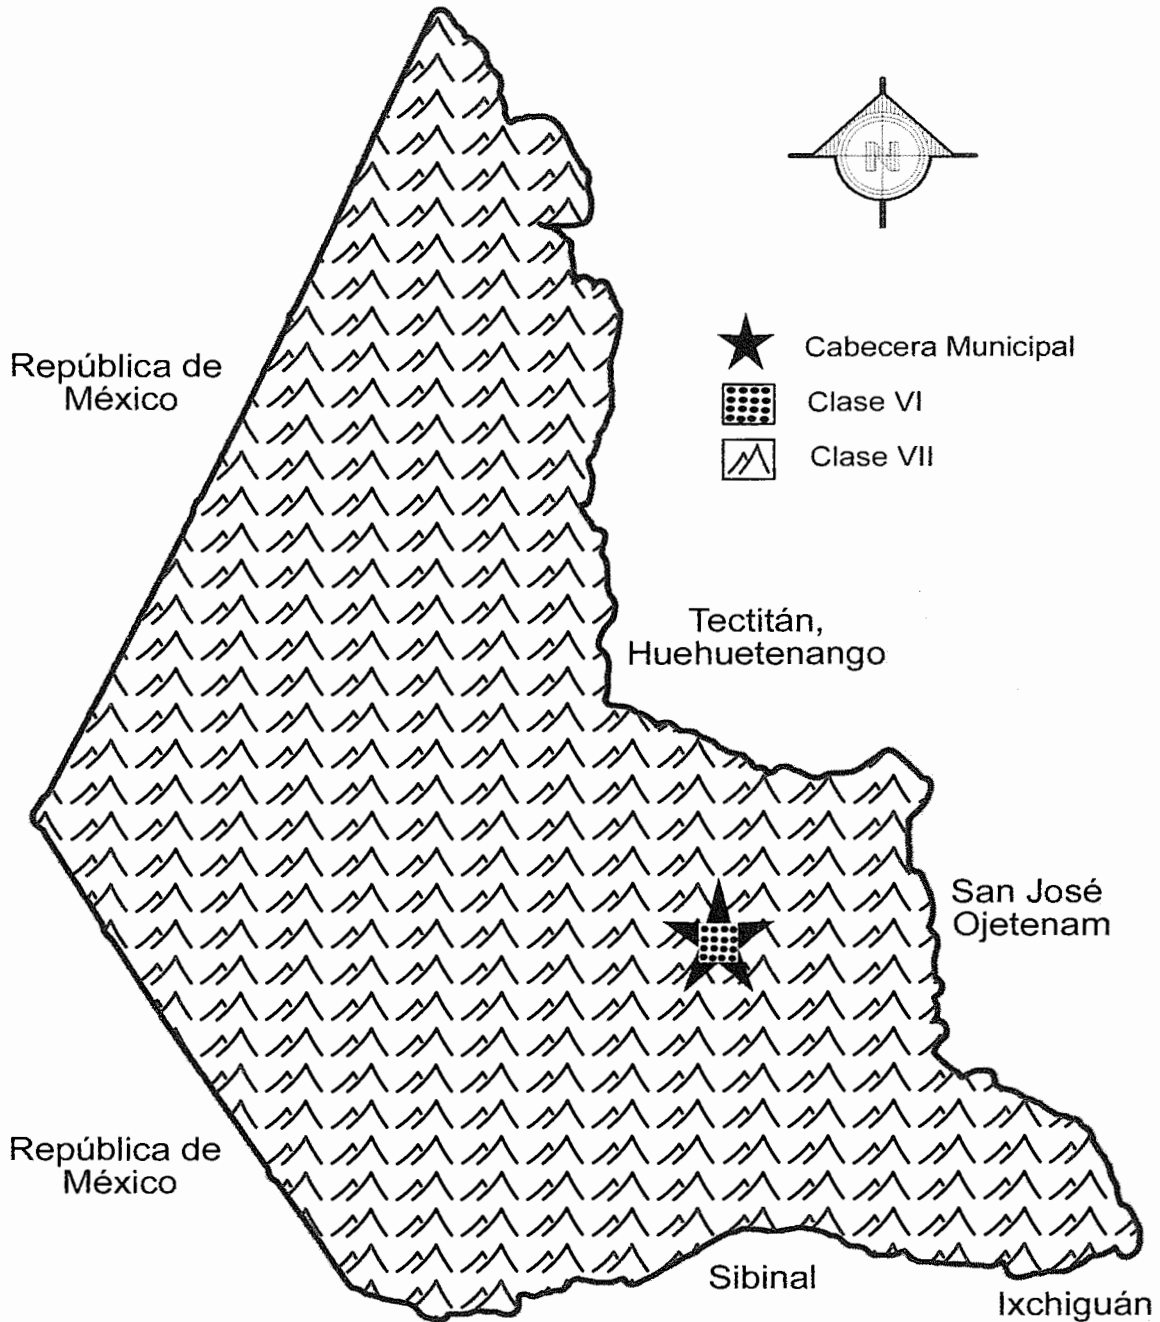 N
Cabecera Municipal
Clase VI
Clase VII
República de
México
Tectitán,
Huehuetenango
San José
Ojetenam
República de
México
Sibinal
Ixchiguán